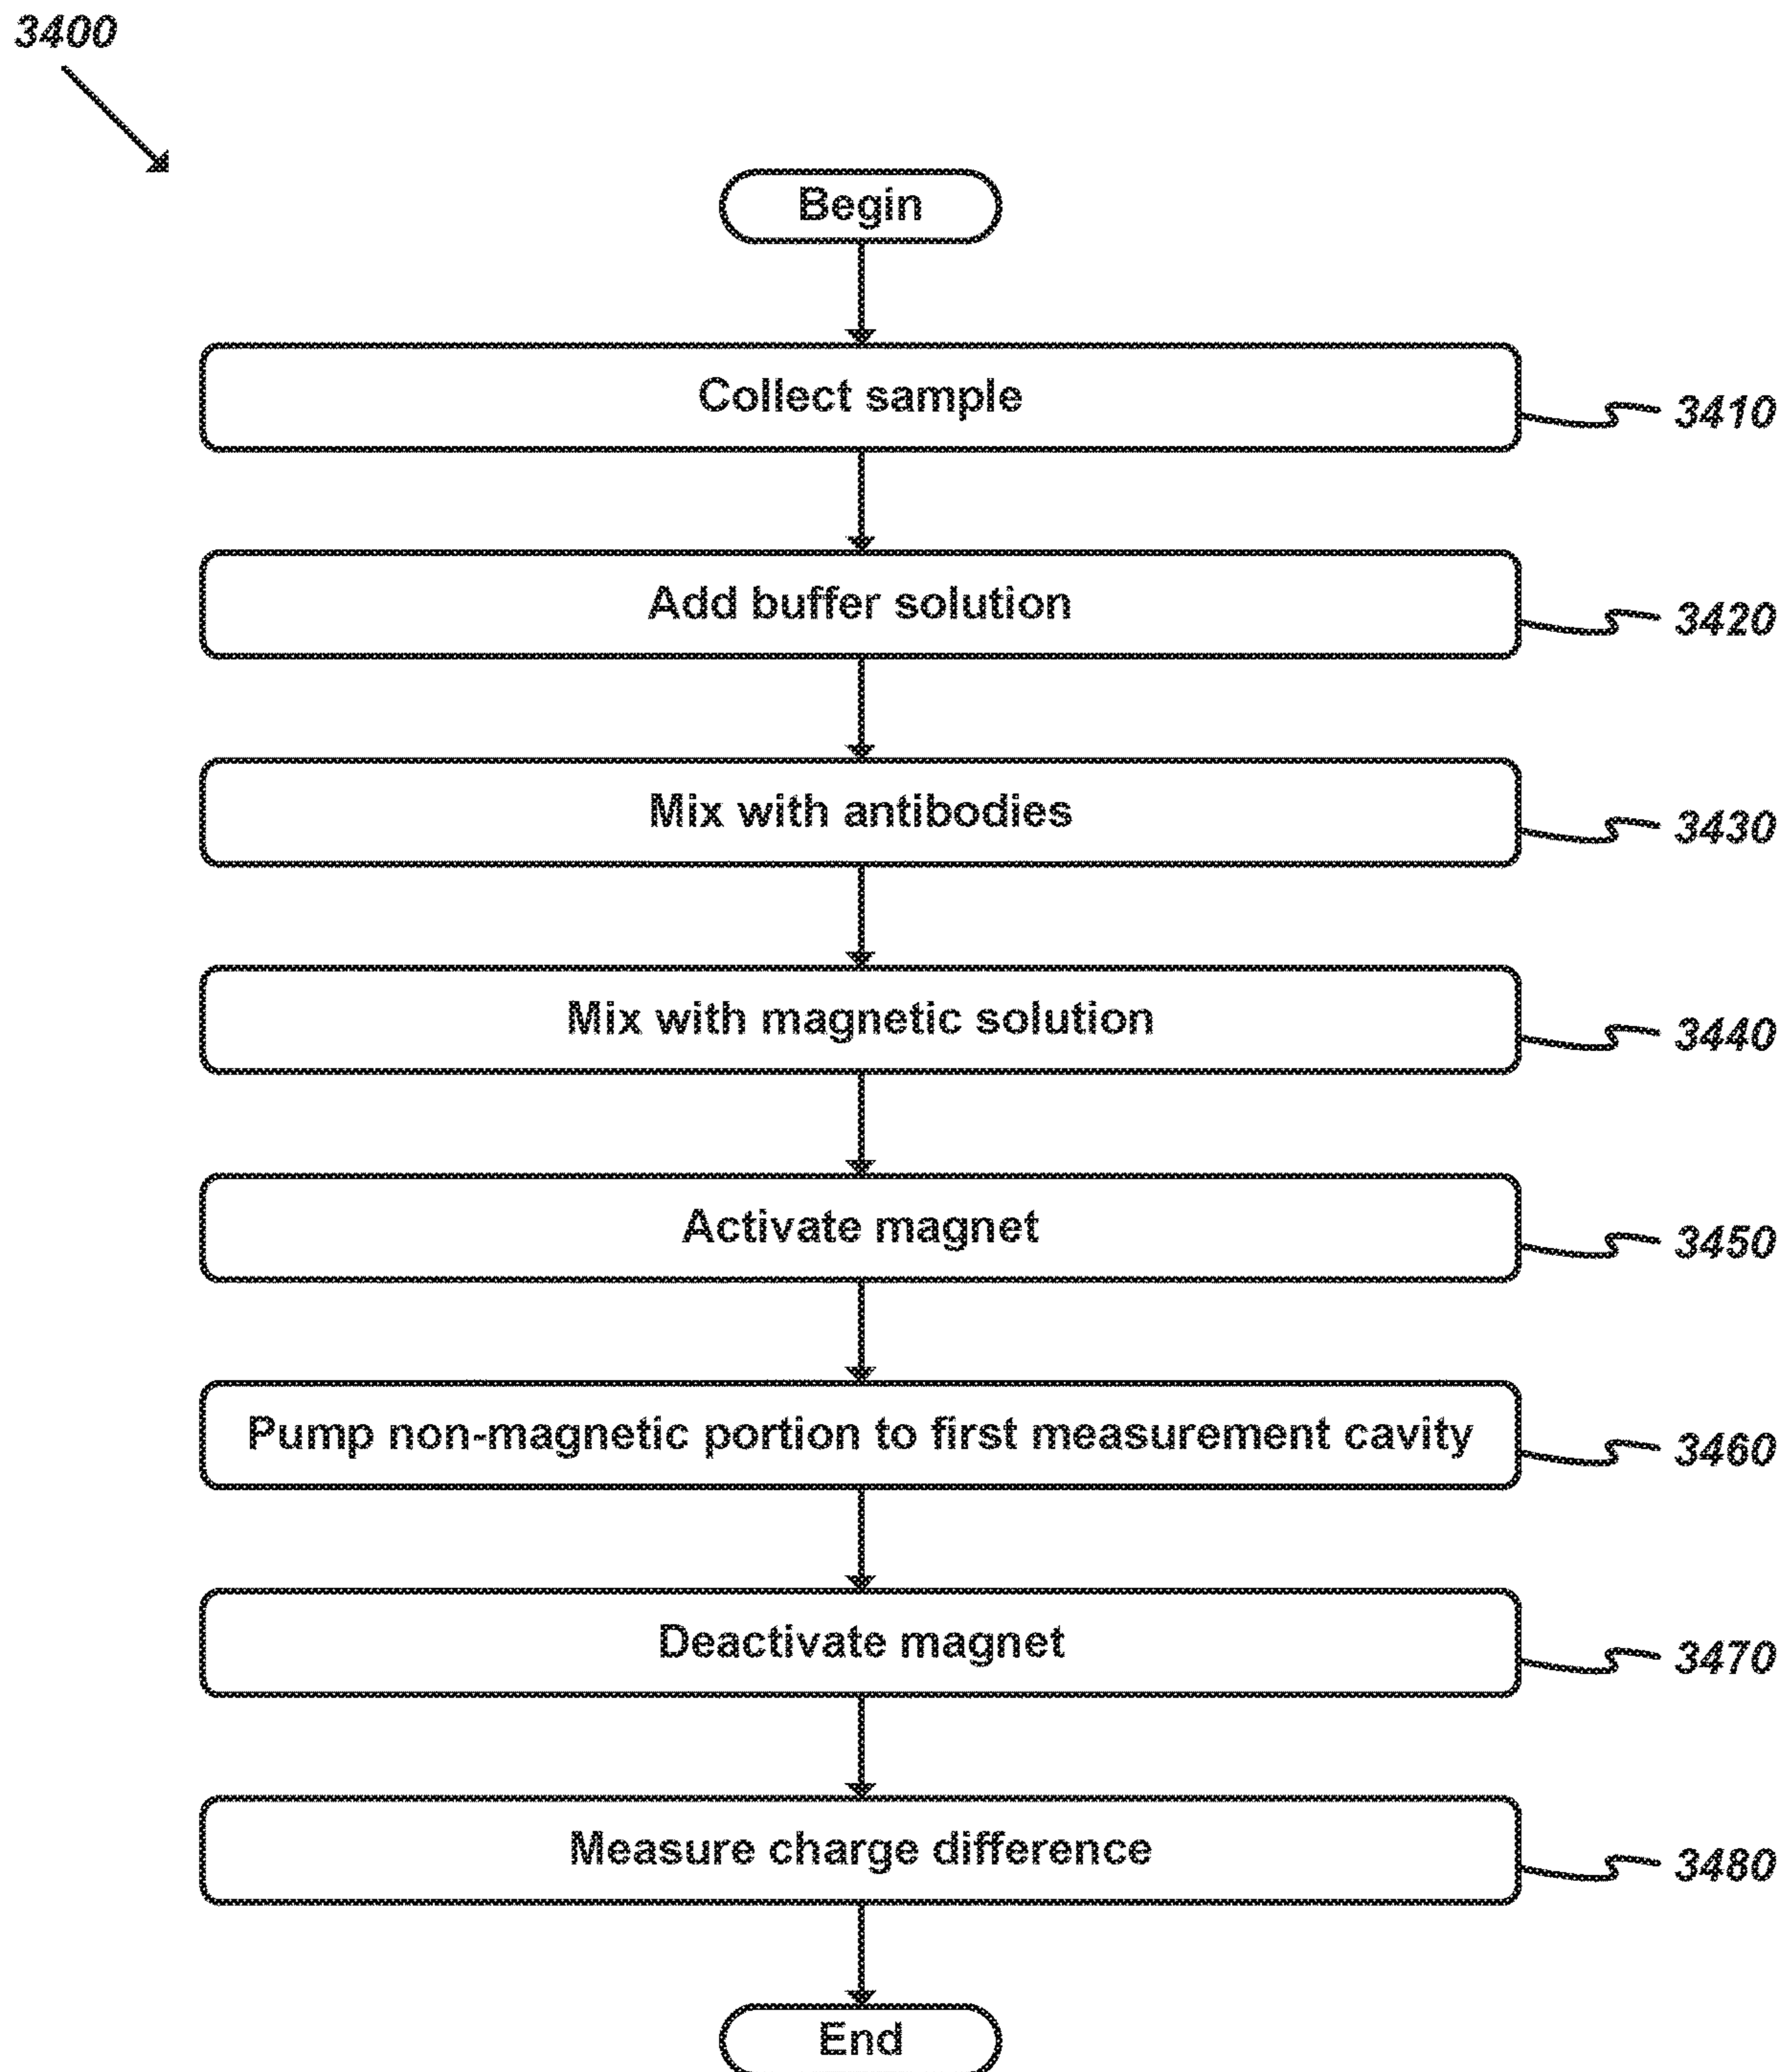 3400
Begin
Collect sample
3410
Add buffer solution
3420
Mix with antibodies
3430
Mix with magnetic solution
3440
Activate magnet
3450
Pump non-magnetic portion to first measurement cavity
3460
Deactivate magnet
3470
Measure charge difference
3480
End